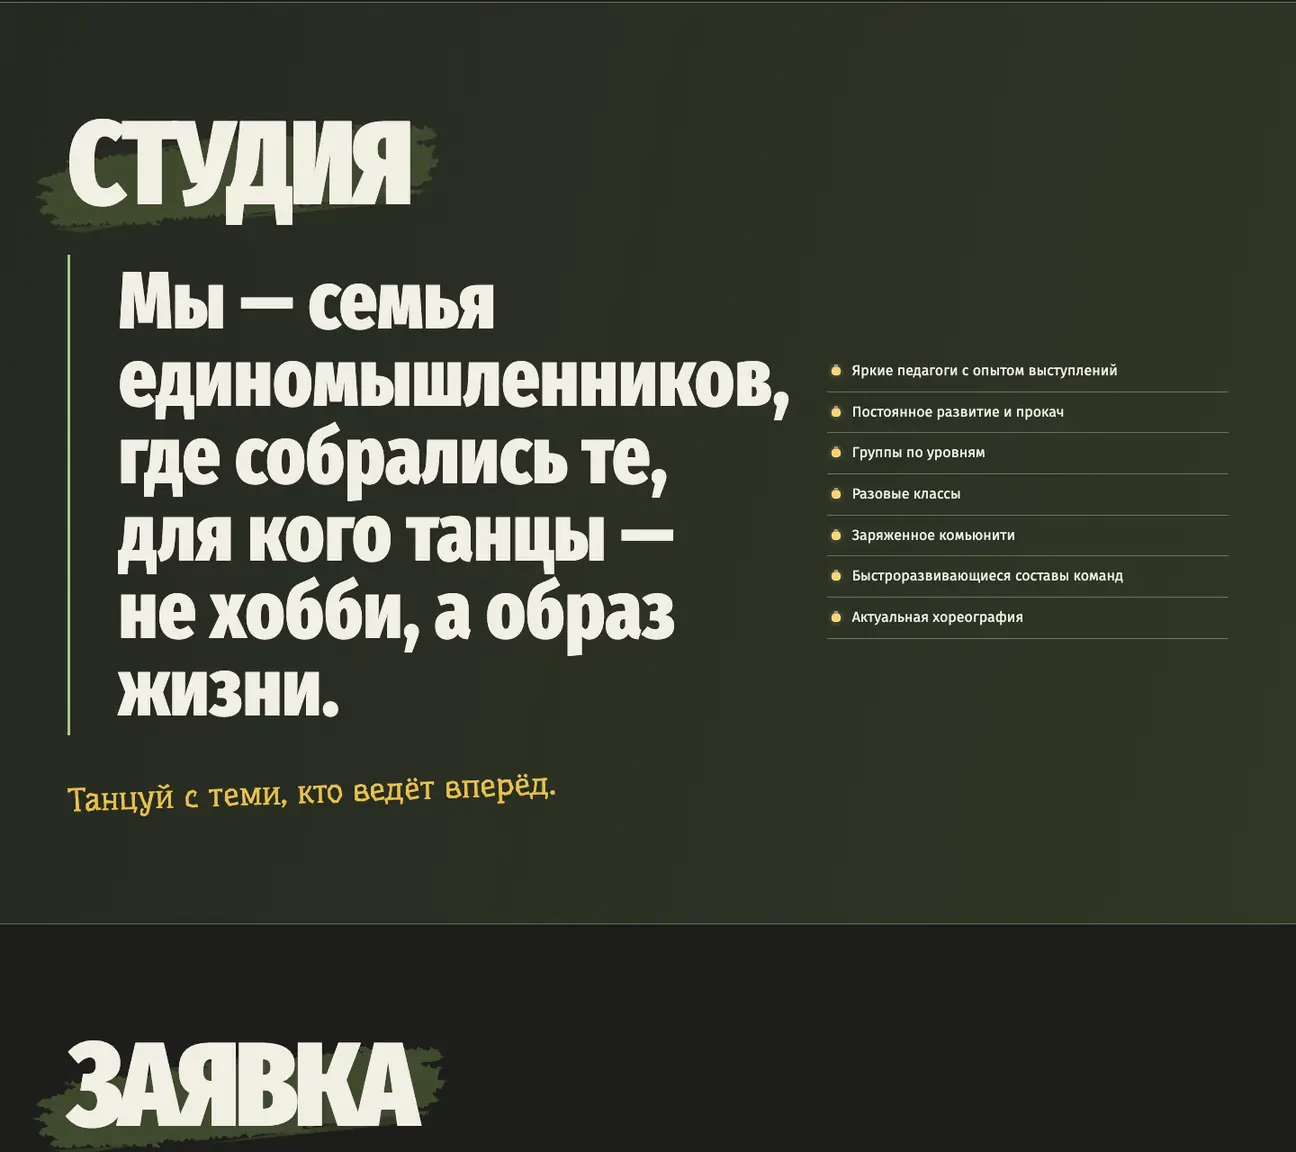 СТУДИЯ
Мы — семья
единомышленников,
где собрались те,
для кого танцы —
не хобби, а образ
жизни.
Яркие педагоги с опытом выступлений
Постоянное развитие и прокач
Группы по уровням
Разовые классы
Заряженное комьюнити
Быстроразвивающиеся составы команд
Актуальная хореография
Танцуй с теми, кто ведёт вперёд.
ЗАЯВКА